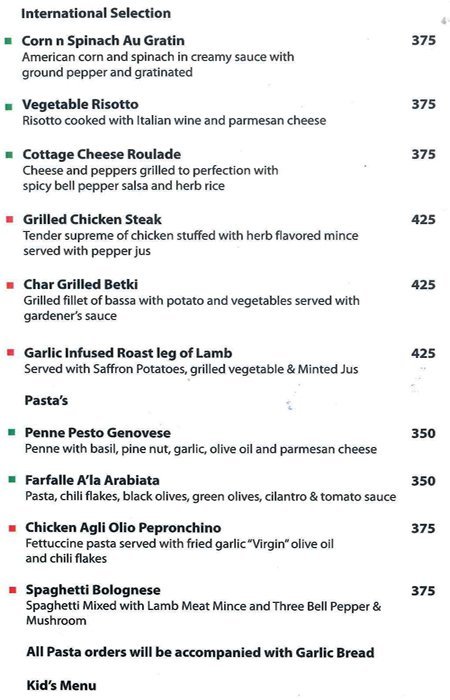 International Selection
Corn n Spinach Au Gratin 375
American corn and spinach in creamy sauce with
ground pepper and gratinated
Vegetable Risotto 375
Risotto cooked with Italian wine and parmesan cheese
Cottage Cheese Roulade 375
Cheese and peppers grilled to perfection with
spicy bell pepper salsa and herb rice
Grilled Chicken Steak 425
Tender supreme of chicken stuffed with herb flavored mince
served with pepper jus
Char Grilled Betki 425
Grilled fillet of bassa with potato and vegetables served with
gardener's sauce
Garlic Infused Roast leg of Lamb 425
Served with Saffron Potatoes, grilled vegetable & Minted Jus
Pasta's
Penne Pesto Genovese 350
Penne with basil, pine nut, garlic, olive oil and parmesan cheese
Farfalle A'la Arabiata 350
Pasta, chili flakes, black olives, green olives, cilantro & tomato sauce
Chicken Agli Olio Pepronchino 375
Fettuccine pasta served with fried garlic "Virgin" olive oil
and chili flakes
Spaghetti Bolognese 375
Spaghetti Mixed with Lamb Meat Mince and Three Bell Pepper &
Mushroom
All Pasta orders will be accompanied with Garlic Bread
Kid's Menu